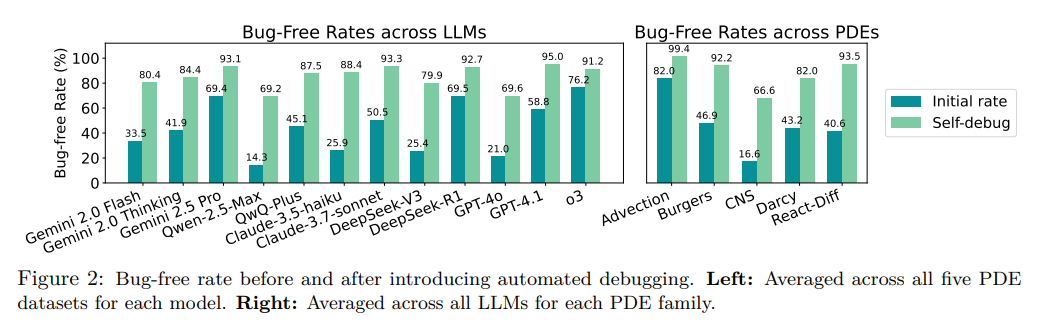 Bug-Free Rates across LLMs
Bug-free Rate (%)
100
80
60
40
20
0
33.5
80.4
41.9
84.4
69.4
93.1
14.3
69.2
45.1
87.5
25.9
88.4
50.5
93.3
25.4
79.9
69.5
92.7
21.0
69.6
58.8
95.0
76.2
91.2
Gemini 2.0 Flash
Gemini 2.0 Thinking
Gemini 2.5 Pro
Qwen-2.5-Max
QwQ-Plus
Claude-3.5-haiku
Claude-3.7-sonnet
DeepSeek-V3
DeepSeek-R1
GPT-4o
GPT-4.1
o3
Bug-Free Rates across PDEs
82.0
99.4
46.9
92.2
16.6
66.6
43.2
82.0
40.6
93.5
Advection
Burgers
CNS
Darcy
React-Diff
Initial rate
Self-debug
Figure 2: Bug-free rate before and after introducing automated debugging. Left: Averaged across all five PDE
datasets for each model. Right: Averaged across all LLMs for each PDE family.